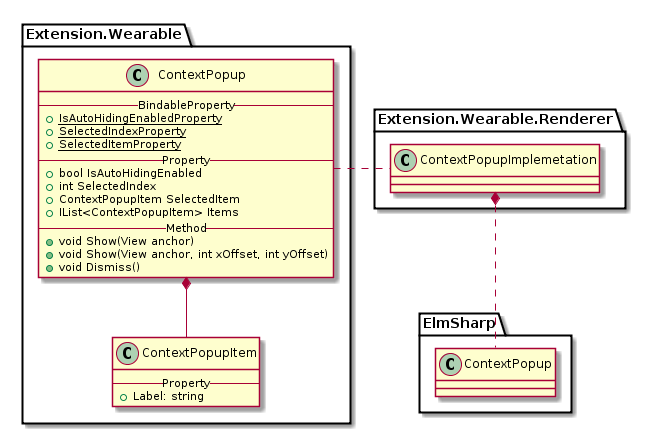 Extension.Wearable
C ContextPopup
BindableProperty
IsAutoHidingEnabledProperty
SelectedIndexProperty
SelectedItemProperty
Property
bool IsAutoHidingEnabled
int SelectedIndex
ContextPopupItem SelectedItem
IList<ContextPopupItem> Items
Method
void Show(View anchor)
void Show(View anchor, int xOffset, int yOffset)
void Dismiss()
C ContextPopupItem
Property
Label: string
Extension.Wearable.Renderer
C ContextPopupImplemetation
ElmSharp
C ContextPopup